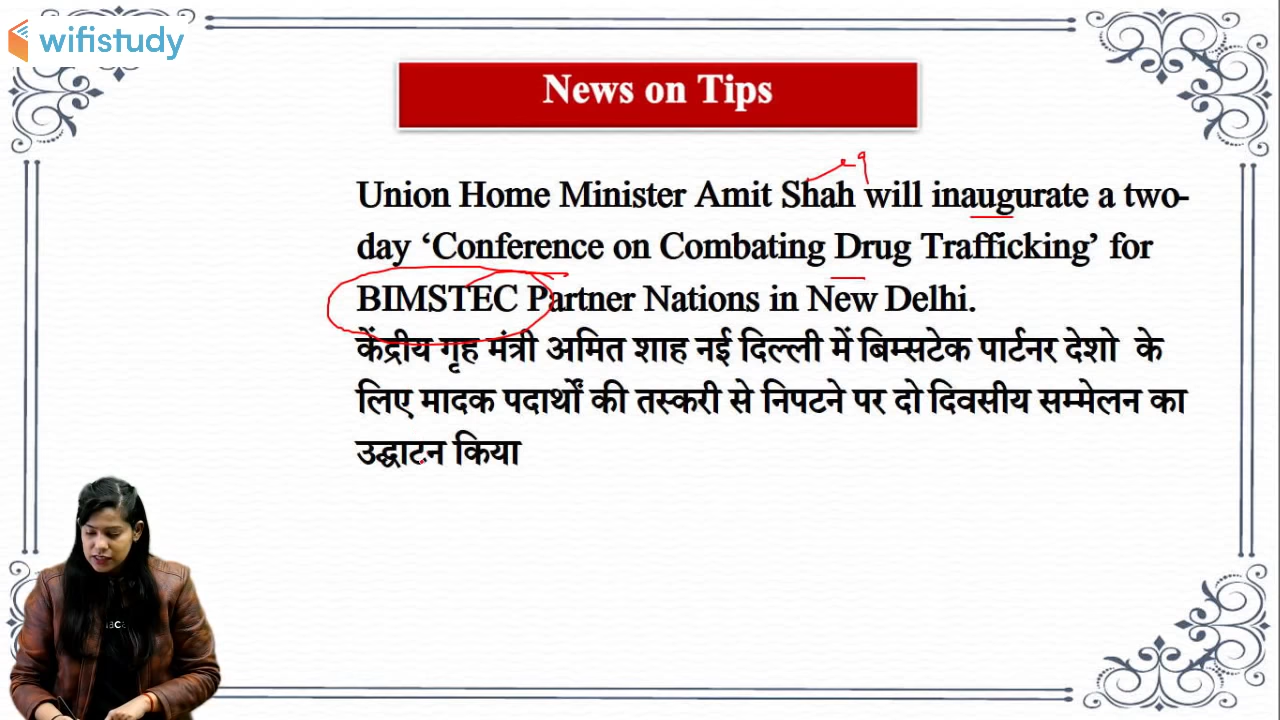 wifistudy
News on Tips
Union Home Minister Amit Shah will inaugurate a two-
day ‘Conference on Combating Drug Trafficking’ for
BIMSTEC Partner Nations in New Delhi.
केंद्रीय गृह मंत्री अमित शाह नई दिल्ली में बिम्सटेक पार्टनर देशो के
लिए मादक पदार्थों की तस्करी से निपटने पर दो दिवसीय सम्मेलन का
उद्घाटन किया